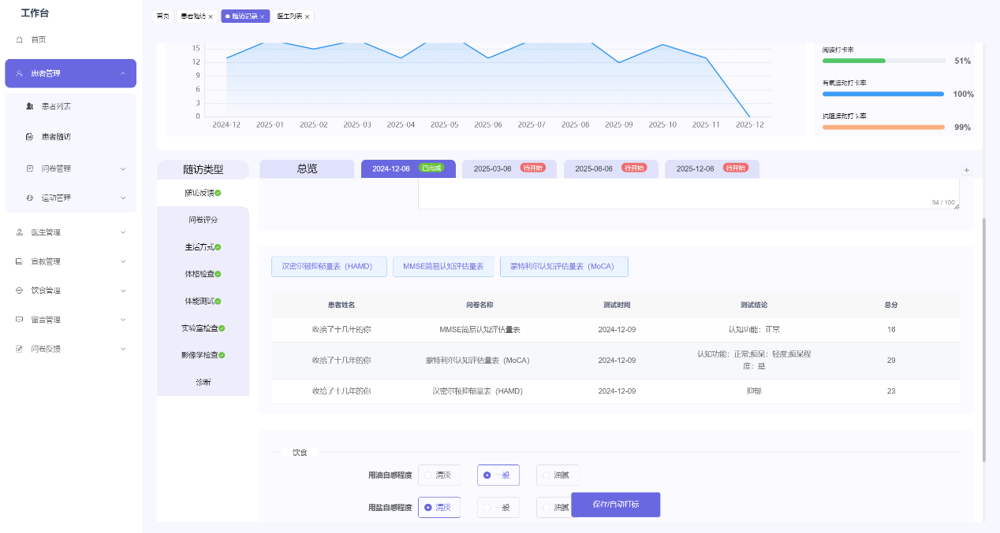 工作台
首页
患者管理
患者列表
患者随访
问卷管理
运动管理
医生管理
宣教管理
饮食管理
留言管理
问卷反馈
首页 患者随访 × 随访记录 × 医生列表 ×
15
12
9
6
3
0
2024-12 2025-01 2025-02 2025-03 2025-04 2025-05 2025-06 2025-07 2025-08 2025-09 2025-10 2025-11 2025-12
阅读打卡率
51%
有氧运动打卡率
100%
抗阻运动打卡率
99%
随访类型
随访反馈
问卷评分
生活方式
体格检查
体能测试
实验室检查
影像学检查
诊断
总览 2024-12-06 已完成 2025-03-06 待开始 2025-06-06 待开始 2025-12-06 待开始 +
94 / 100
汉密尔顿抑郁量表（HAMD） MMSE简易认知评估量表 蒙特利尔认知评估量表（MoCA）
患者姓名 问卷名称 测试时间 测试结论 总分
收拾了十几年的你 MMSE简易认知评估量表 2024-12-09 认知功能：正常 16
收拾了十几年的你 蒙特利尔认知评估量表（MoCA） 2024-12-09 认知功能：正常;痴呆：轻度;痴呆程
度：是 29
收拾了十几年的你 汉密尔顿抑郁量表（HAMD） 2024-12-09 抑郁 23
饮食
用油自感程度 清淡 一般 油腻
用盐自感程度 清淡 一般 油腻
保存/自动打标